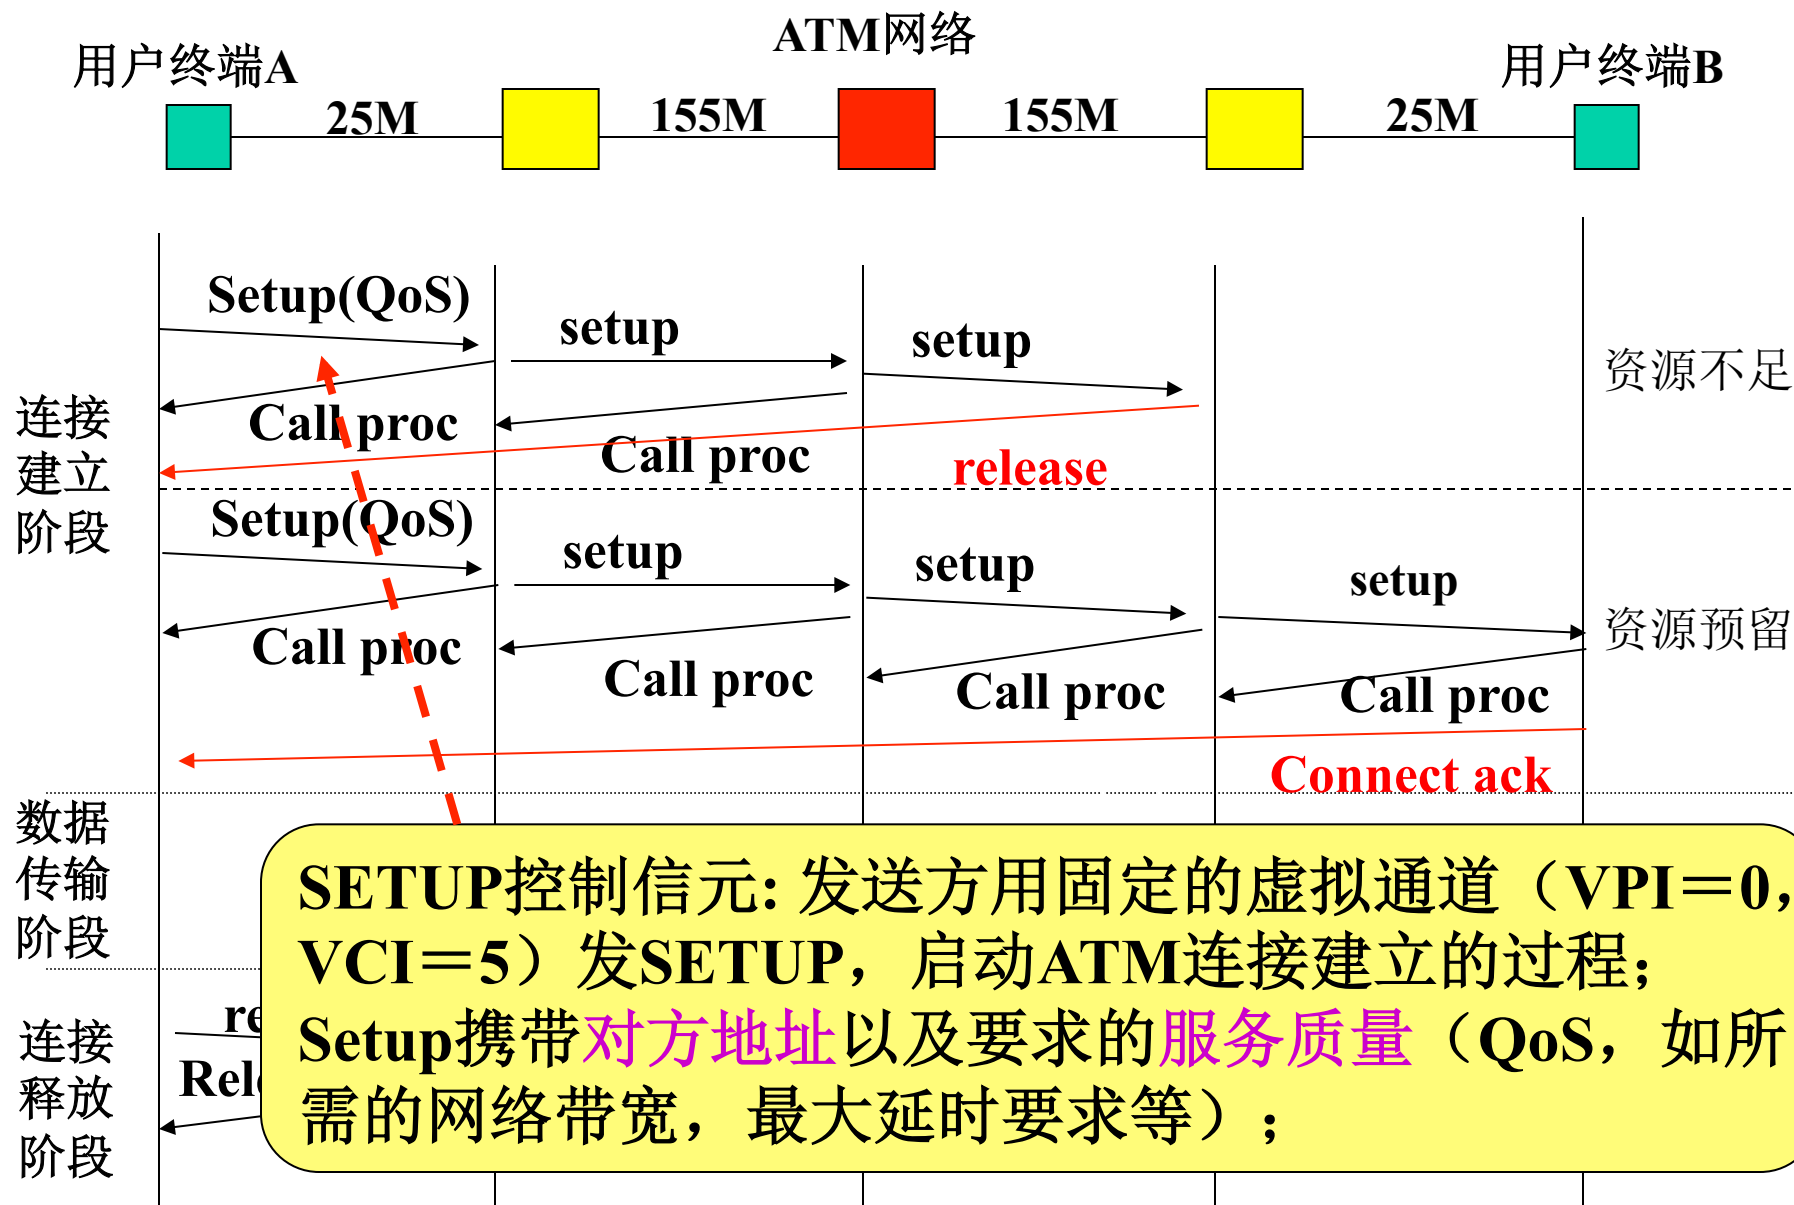 ATM网络
用户终端A
用户终端B
25M
155M
155M
25M
Setup(QoS)
setup
setup
资源不足
连接
建立
阶段
Call proc
Call proc
release
Setup(QoS)
setup
setup
setup
资源预留
Call proc
Call proc
Call proc
Call proc
Connect ack
数据
传输
阶段
SETUP控制信元: 发送方用固定的虚拟通道（VPI＝0，
VCI＝5）发SETUP，启动ATM连接建立的过程；
Setup携带对方地址以及要求的服务质量（QoS，如所
需的网络带宽，最大延时要求等）；
连接
释放
阶段